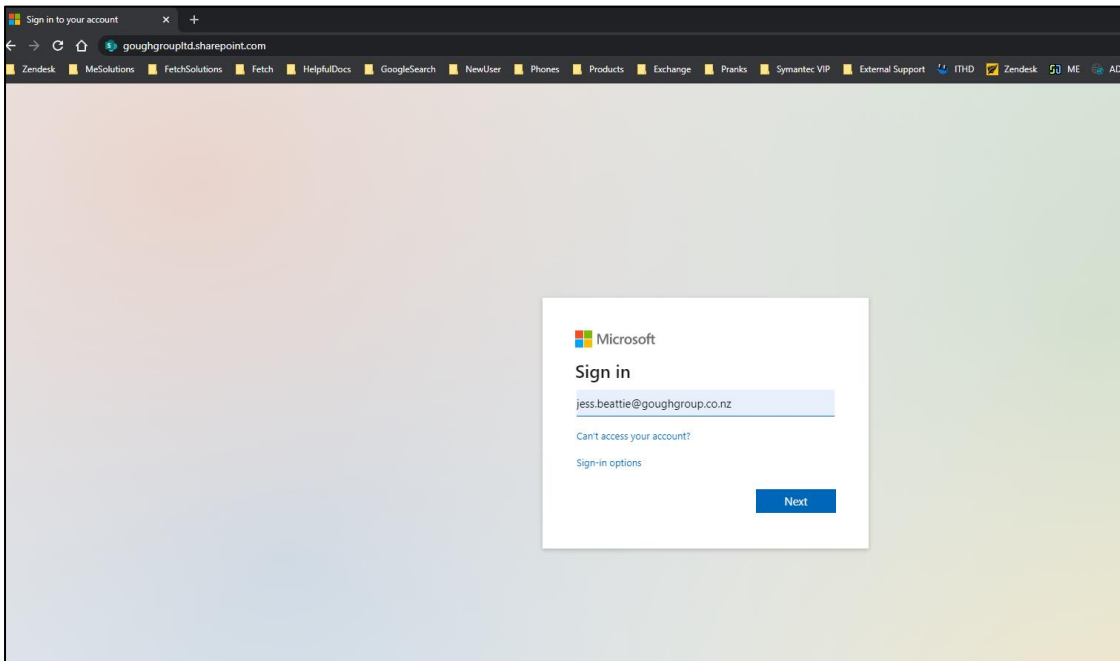 Sign in to your account
goughgroupltd.sharepoint.com
Zendesk MeSolutions FetchSolutions Fetch HelpfulDocs GoogleSearch NewUser Phones Products Exchange Pranks Symantec VIP External Support ITHD Zendesk ME AD
Microsoft
Sign in
jess.beattie@goughgroup.co.nz
Can't access your account?
Sign-in options
Next